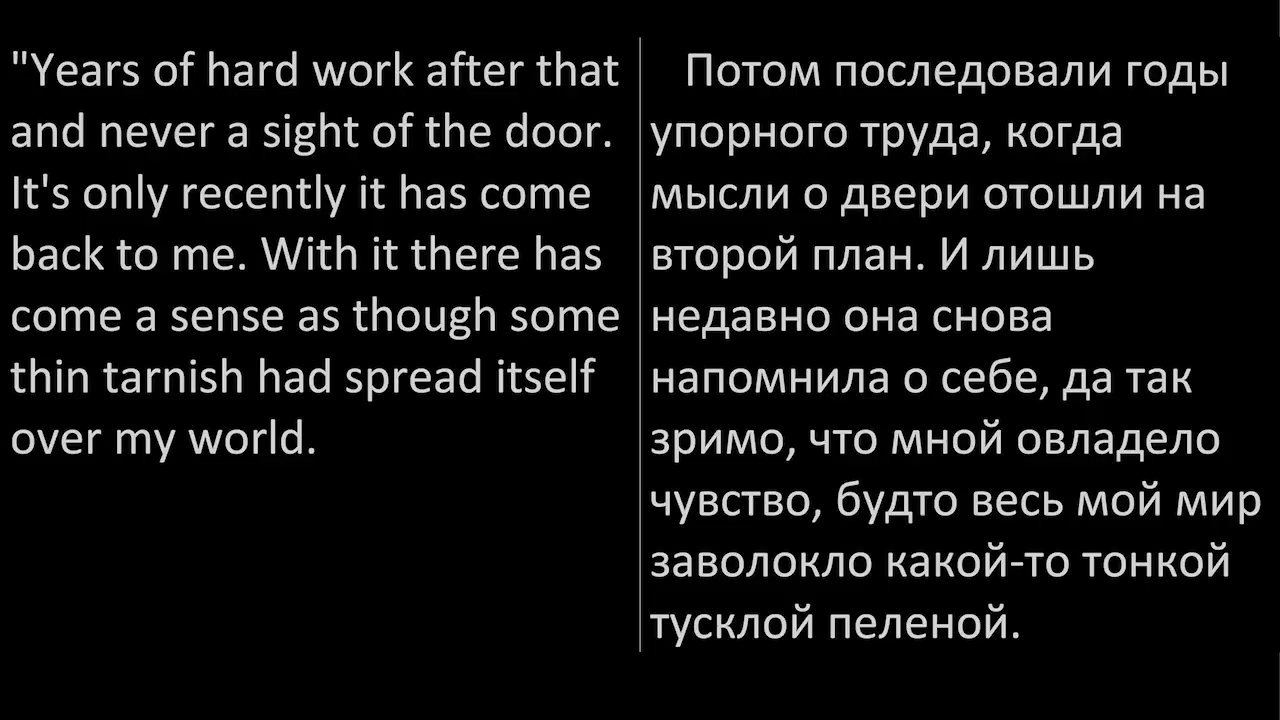 "Years of hard work after that
and never a sight of the door.
It's only recently it has come
back to me. With it there has
come a sense as though some
thin tarnish had spread itself
over my world.
Потом последовали годы
упорного труда, когда
мысли о двери отошли на
второй план. И лишь
недавно она снова
напомнила о себе, да так
зримо, что мной овладело
чувство, будто весь мой мир
заволокло какой-то тонкой
тусклой пеленой.